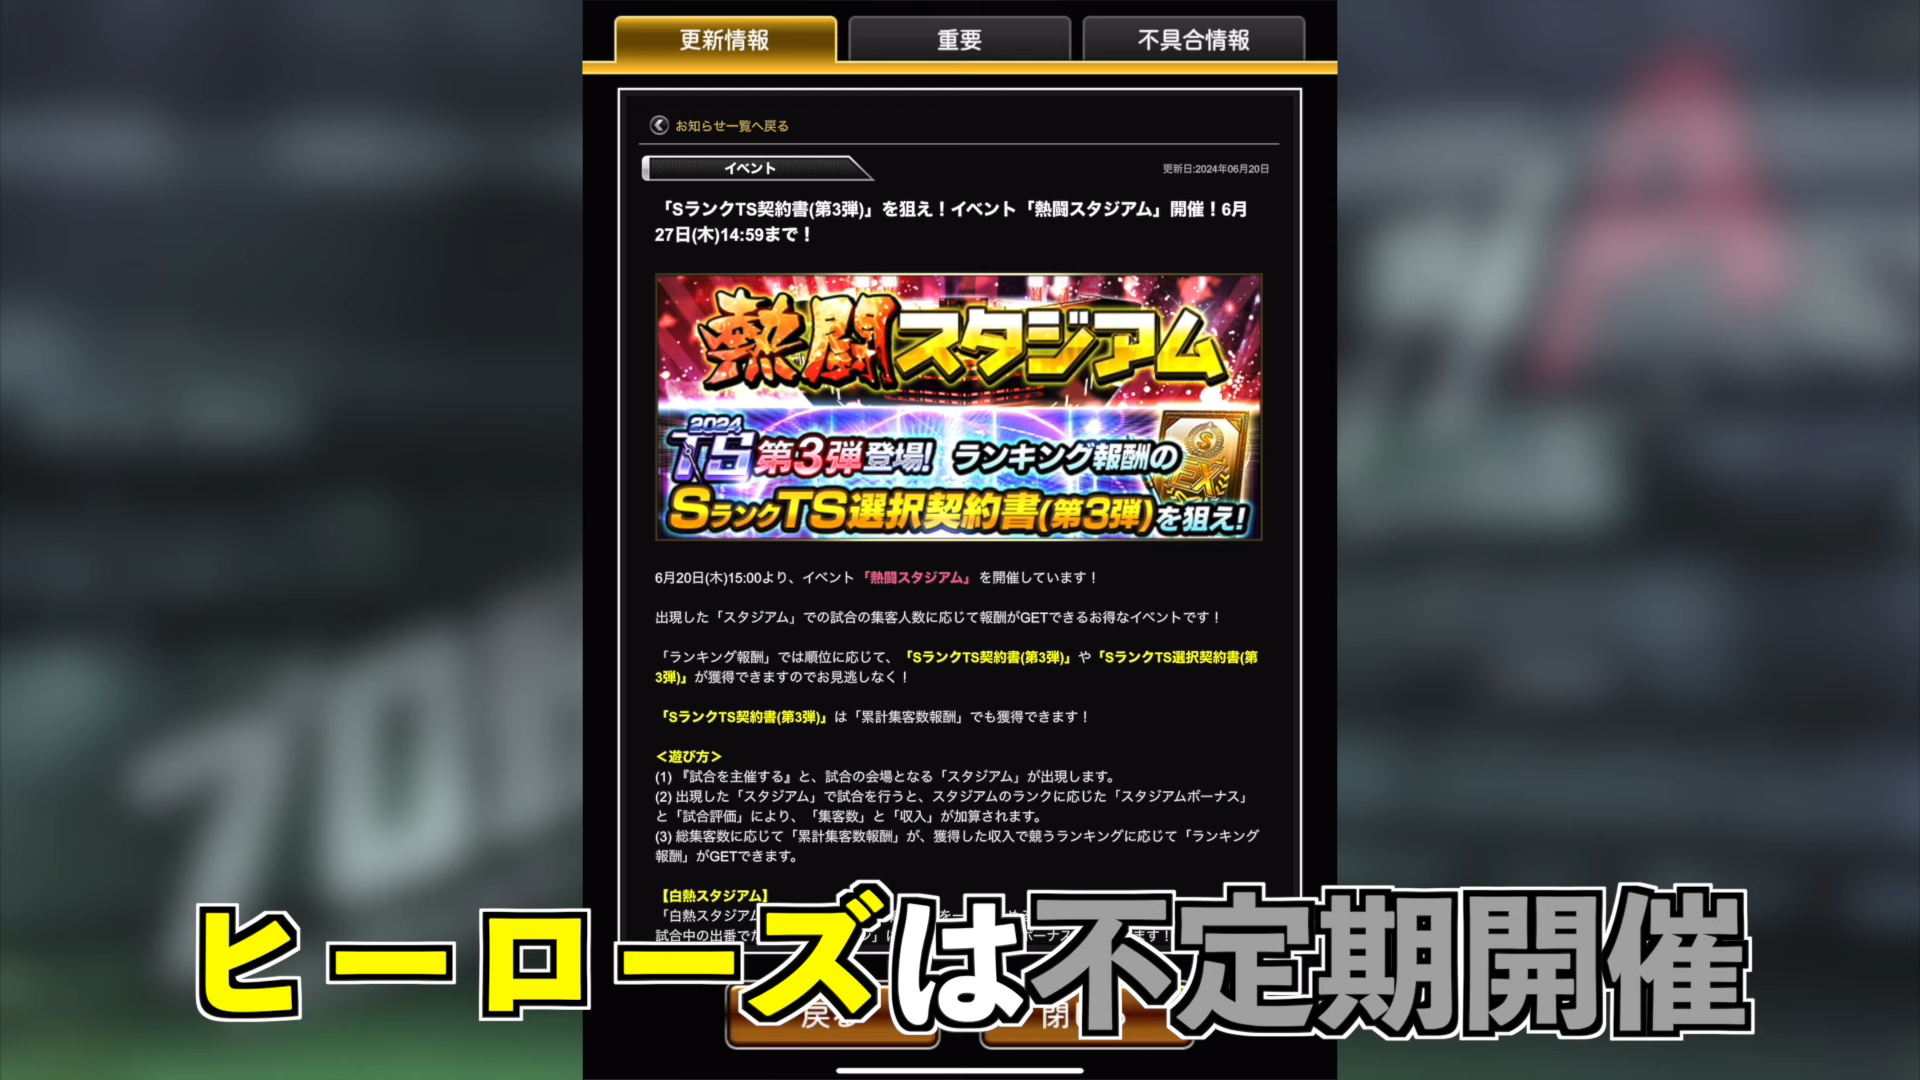 更新情報
重要
不具合情報
お知らせ一覧へ戻る
イベント
更新日:2024年06月20日
「SランクTS契約書(第3弾)」を狙え！イベント「熱闘スタジアム」開催！6月
27日(木)14:59まで！
熱闘スタジアム
2024 TS 第3弾登場! ランキング報酬の
SランクTS選択契約書(第3弾)を狙え!
6月20日(木)15:00より、イベント「熱闘スタジアム」を開催しています！
出現した「スタジアム」での試合の集客人数に応じて報酬がGETできるお得なイベントです！
「ランキング報酬」では順位に応じて、「SランクTS契約書(第3弾)」や「SランクTS選択契約書(第
3弾)」が獲得できますのでお見逃しなく！
「SランクTS契約書(第3弾)」は「累計集客数報酬」でも獲得できます！
＜遊び方＞
(1) 『試合を主催する』と、試合の会場となる「スタジアム」が出現します。
(2) 出現した「スタジアム」で試合を行うと、スタジアムのランクに応じた「スタジアムボーナス」
と「試合評価」により、「集客数」と「収入」が加算されます。
(3) 総集客数に応じて「累計集客数報酬」が、獲得した収入で競うランキングに応じて「ランキング
報酬」がGETできます。
【白熱スタジアム】
「白熱スタジアム
試合中の出番で
ヒーローズは不定期開催
戻る